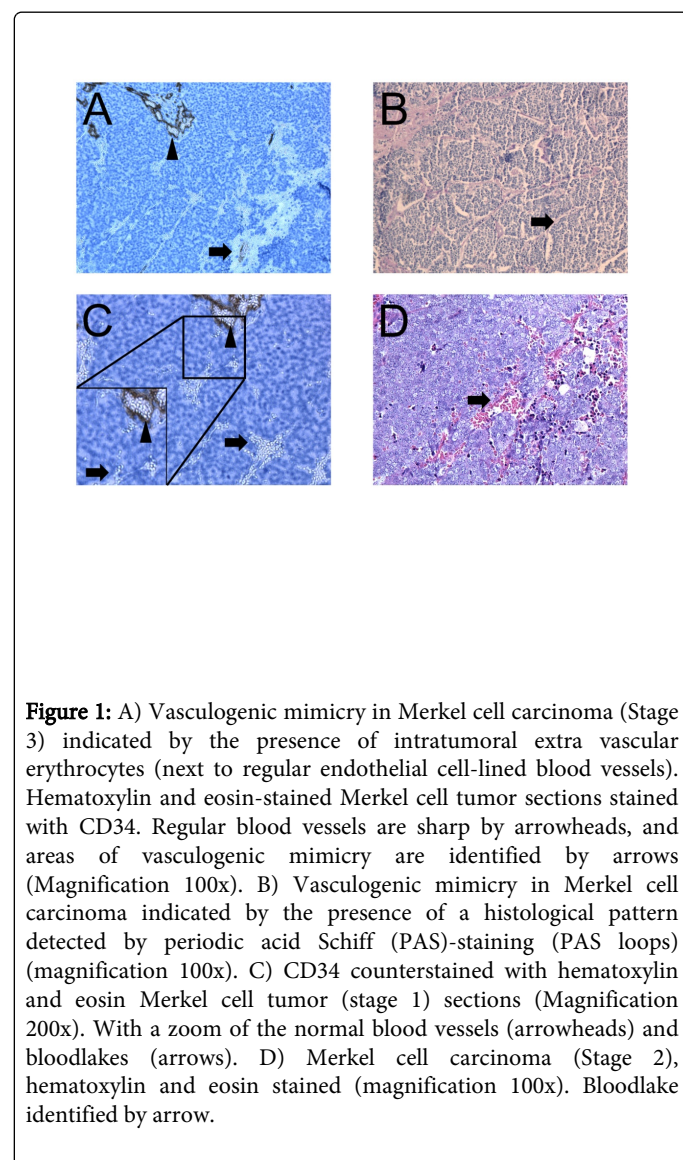 A
B
C
D
Figure 1: A) Vasculogenic mimicry in Merkel cell carcinoma (Stage
3) indicated by the presence of intratumoral extra vascular
erythrocytes (next to regular endothelial cell-lined blood vessels).
Hematoxylin and eosin-stained Merkel cell tumor sections stained
with CD34. Regular blood vessels are sharp by arrowheads, and
areas of vasculogenic mimicry are identified by arrows
(Magnification 100x). B) Vasculogenic mimicry in Merkel cell
carcinoma indicated by the presence of a histological pattern
detected by periodic acid Schiff (PAS)-staining (PAS loops)
(magnification 100x). C) CD34 counterstained with hematoxylin
and eosin Merkel cell tumor (stage 1) sections (Magnification
200x). With a zoom of the normal blood vessels (arrowheads) and
bloodlakes (arrows). D) Merkel cell carcinoma (Stage 2),
hematoxylin and eosin stained (magnification 100x). Bloodlake
identified by arrow.